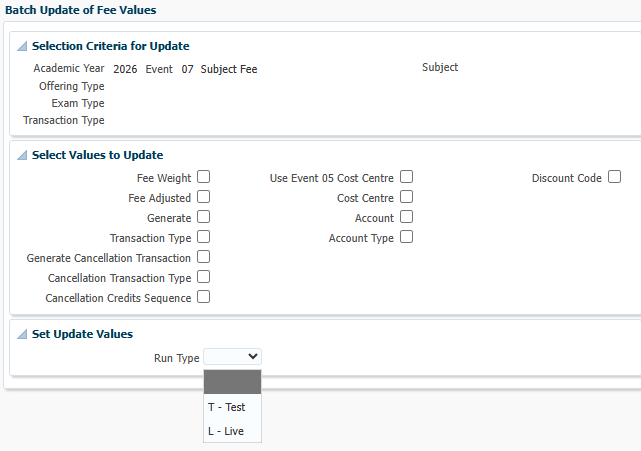 Batch Update of Fee Values
Selection Criteria for Update
Academic Year 2026 Event 07 Subject Fee Subject
Offering Type
Exam Type
Transaction Type
Select Values to Update
Fee Weight Use Event 05 Cost Centre Discount Code
Fee Adjusted Cost Centre
Generate Account
Transaction Type Account Type
Generate Cancellation Transaction
Cancellation Transaction Type
Cancellation Credits Sequence
Set Update Values
Run Type
T - Test
L - Live